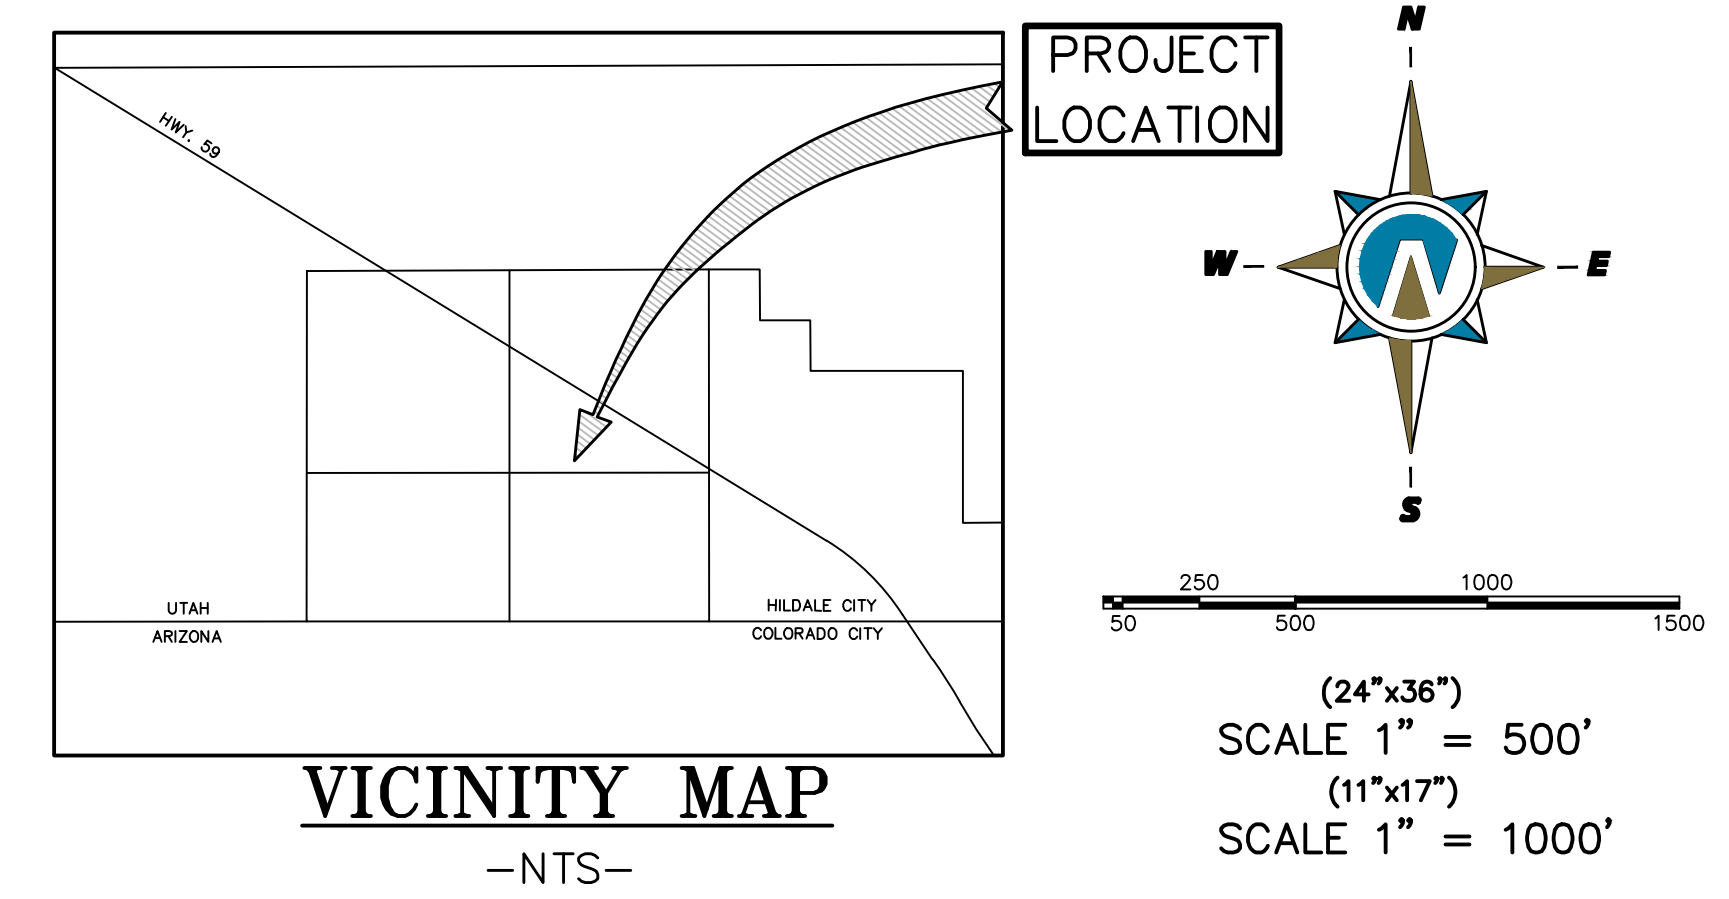 PROJECT
LOCATION
HWY. 59
UTAH
ARIZONA
HILDALE CITY
COLORADO CITY
VICINITY MAP
-NTS-
N
W
E
S
250 1000
50 500 1500
(24"x36")
SCALE 1" = 500'
(11"x17")
SCALE 1" = 1000'